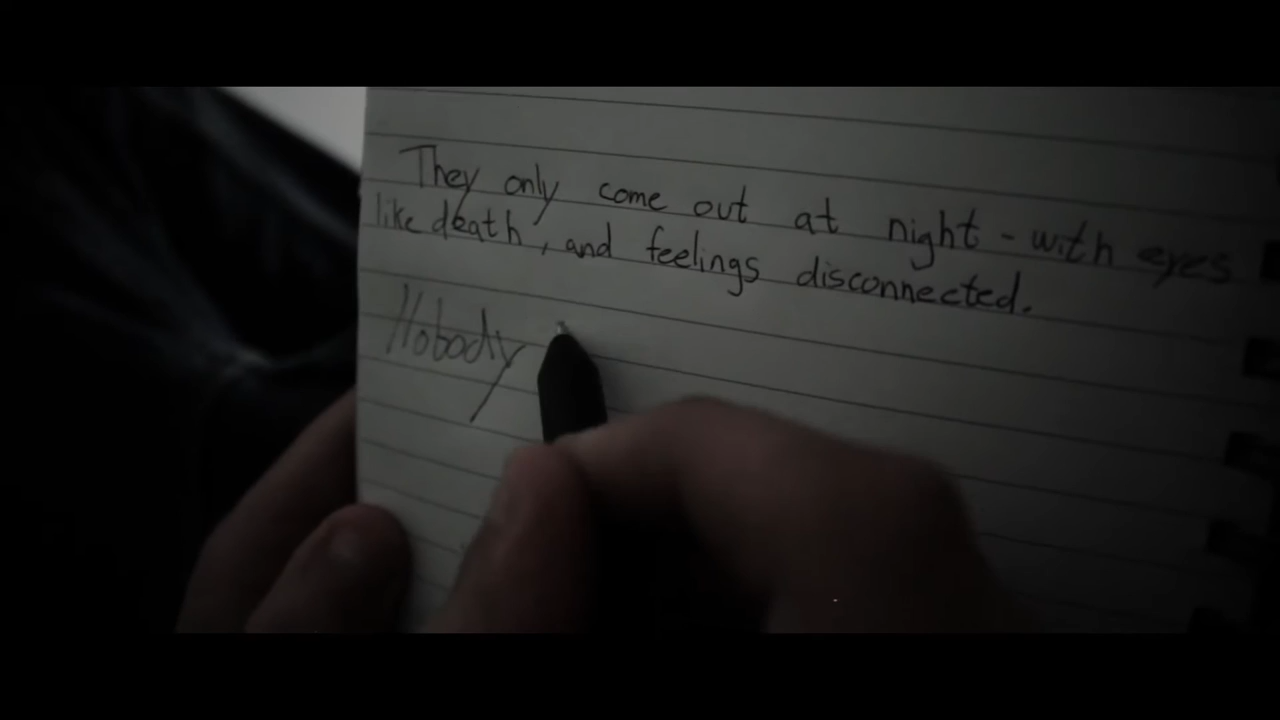 They only come out at night - with eyes
like death, and feelings disconnected.
Nobody